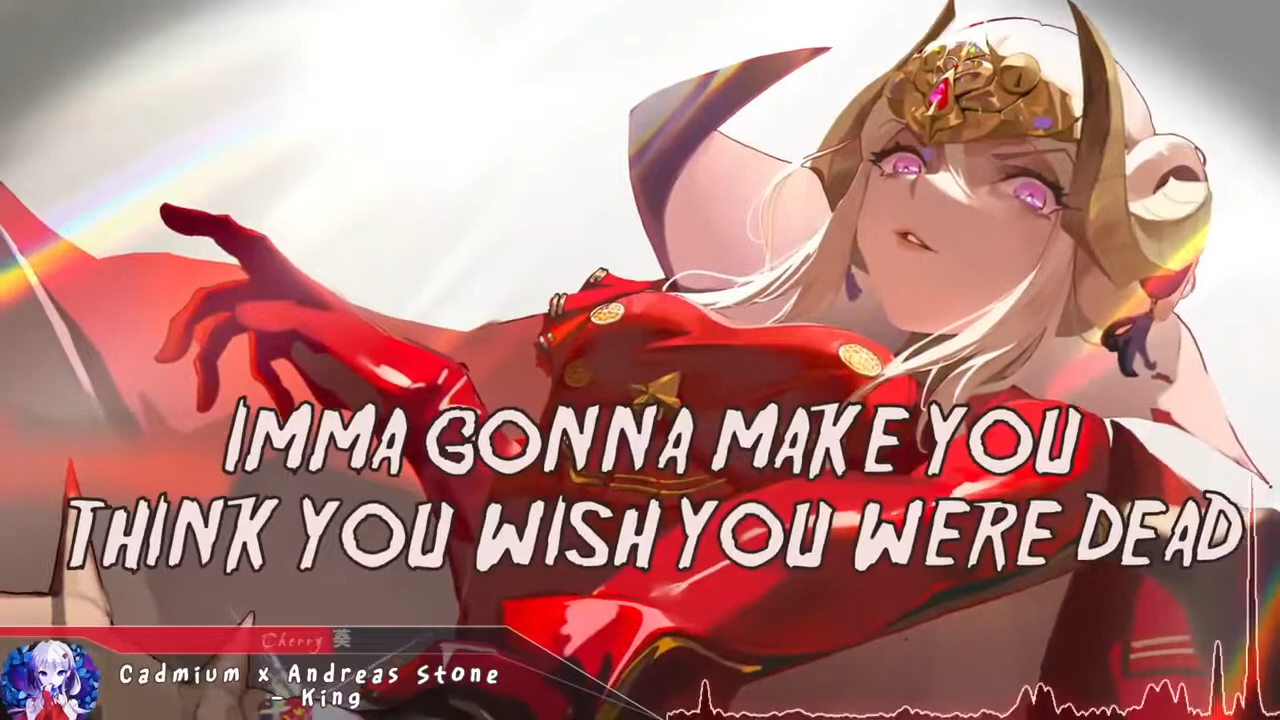 IMMA GONNA MAKE YOU
THINK YOU WISH YOU WERE DEAD
Cherry 葵
Cadmium x Andreas Stone
- King